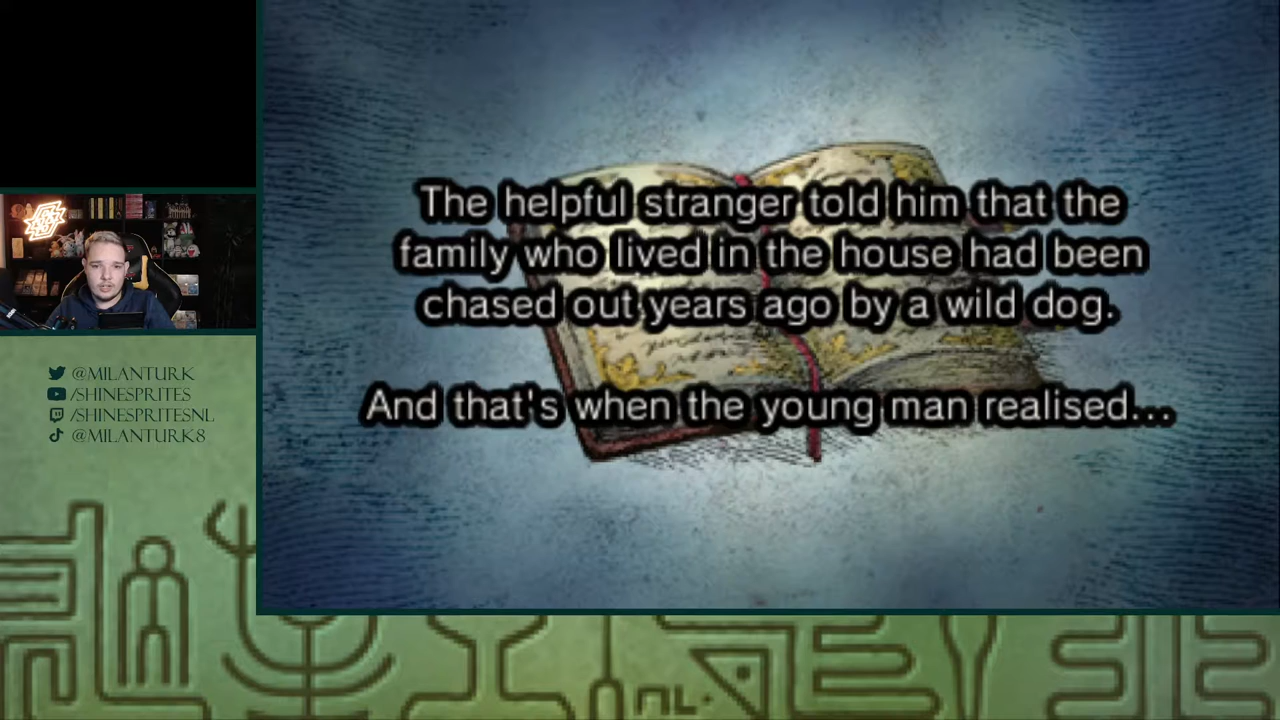 The helpful stranger told him that the
family who lived in the house had been
chased out years ago by a wild dog.
And that's when the young man realised...
@MILANTURK
/SHINESPRITES
/SHINESPRITESNL
@MILANTURK8